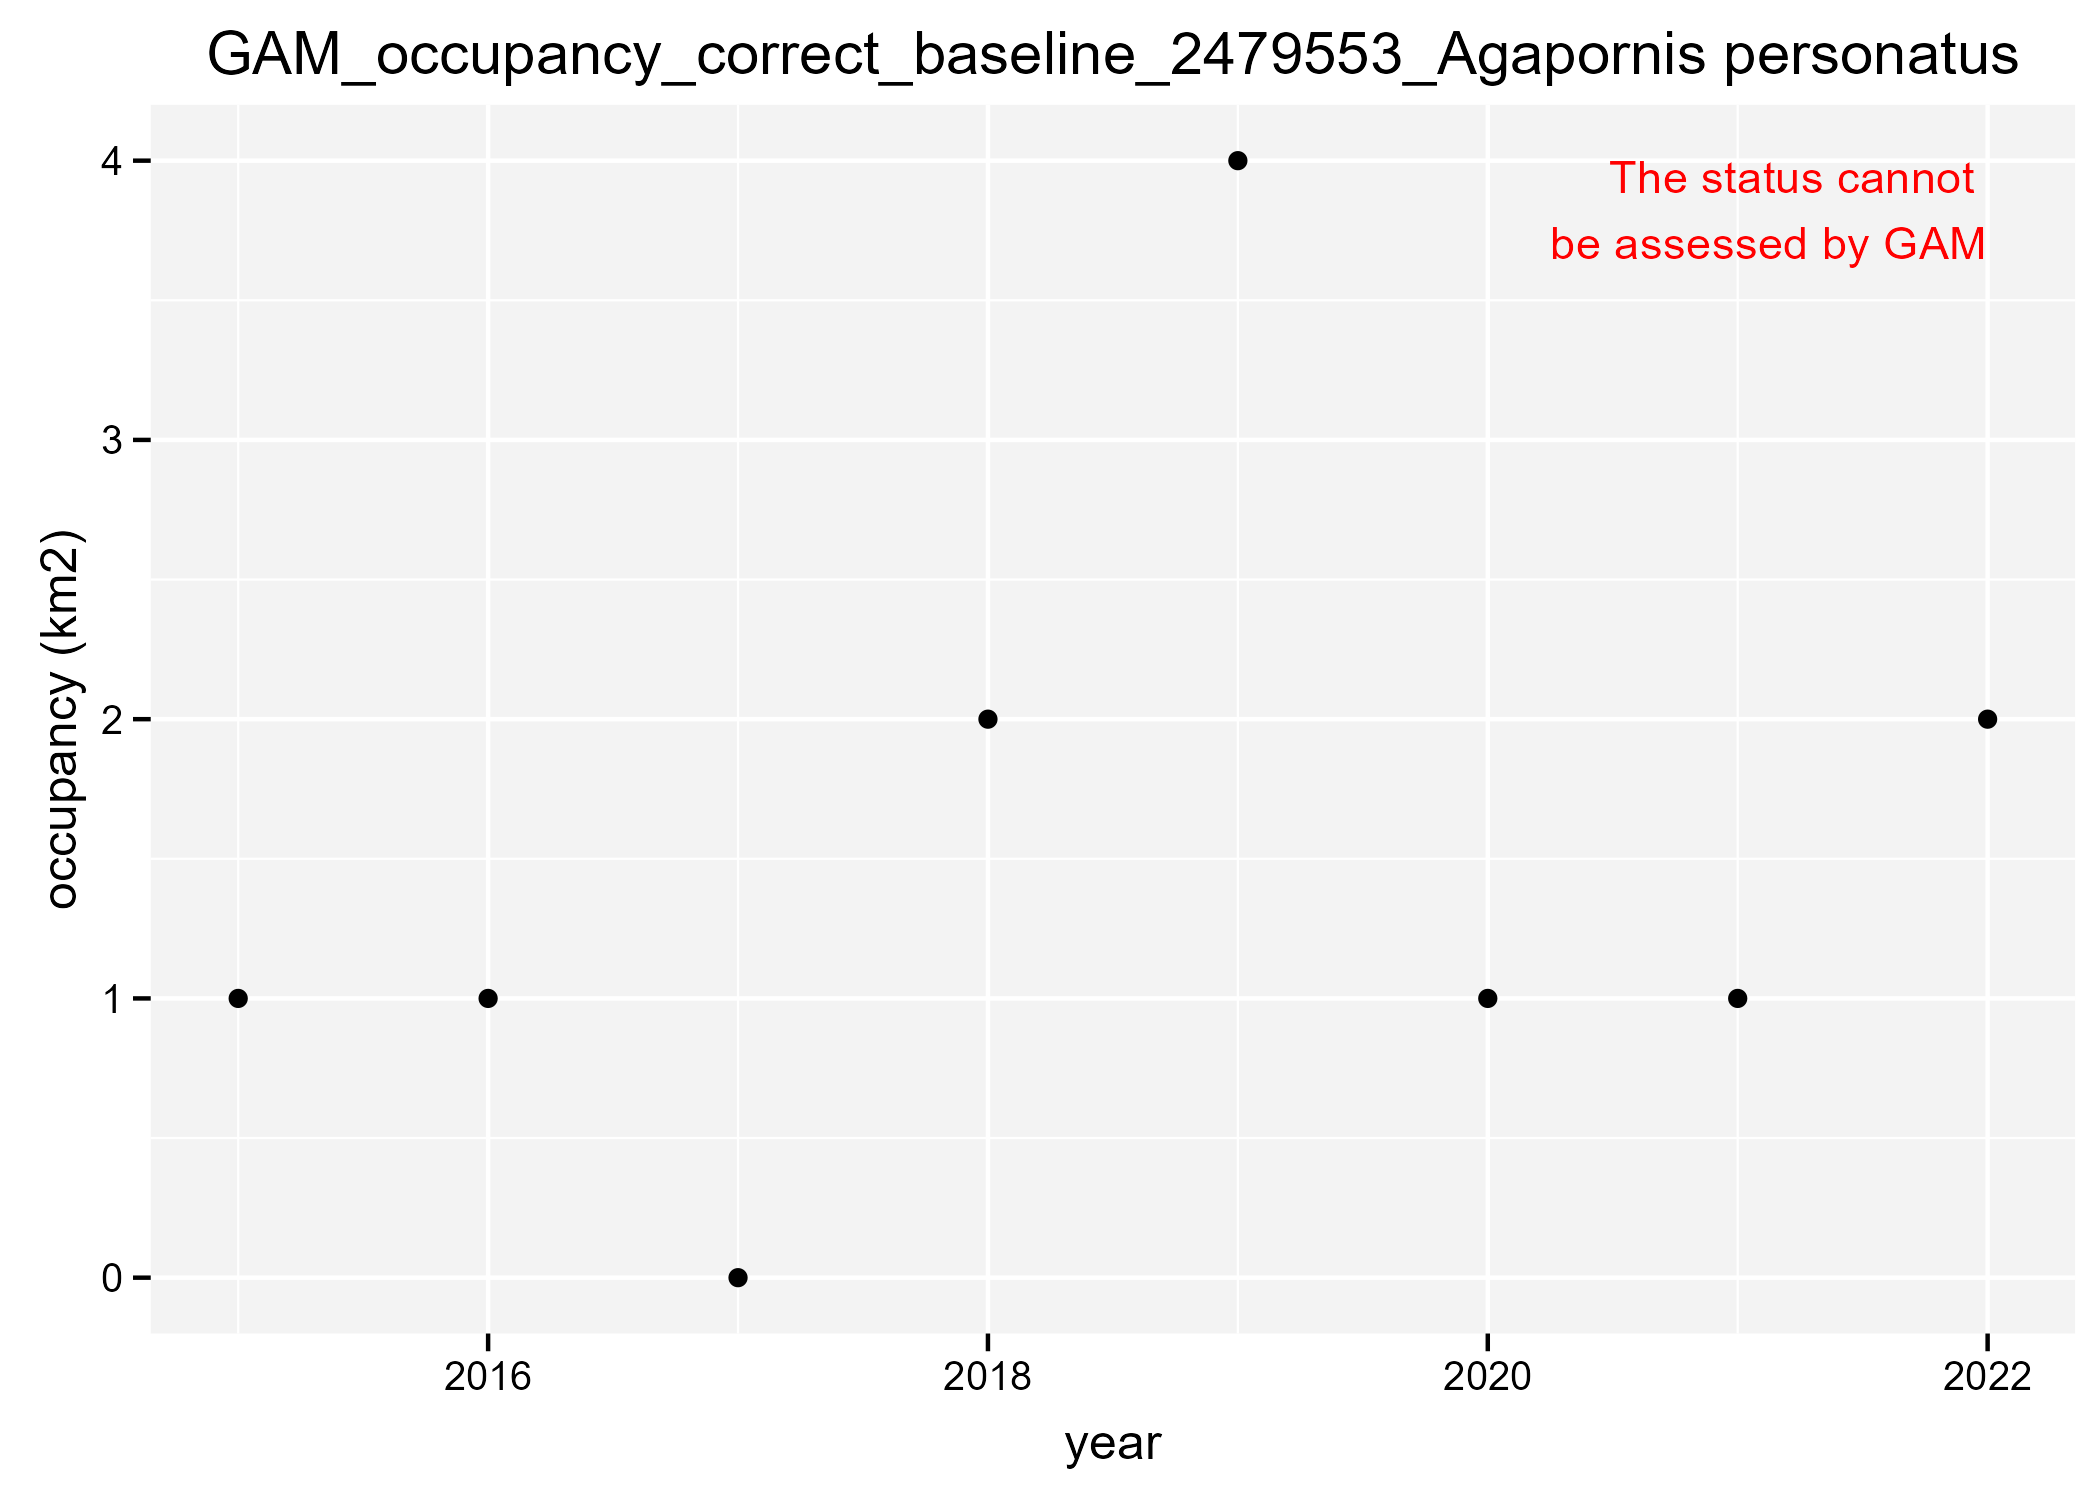 GAM_occupancy_correct_baseline_2479553_Agapornis personatus
The status cannot
be assessed by GAM
occupancy (km2)
4
3
2
1
0
2016 2018 2020 2022
year